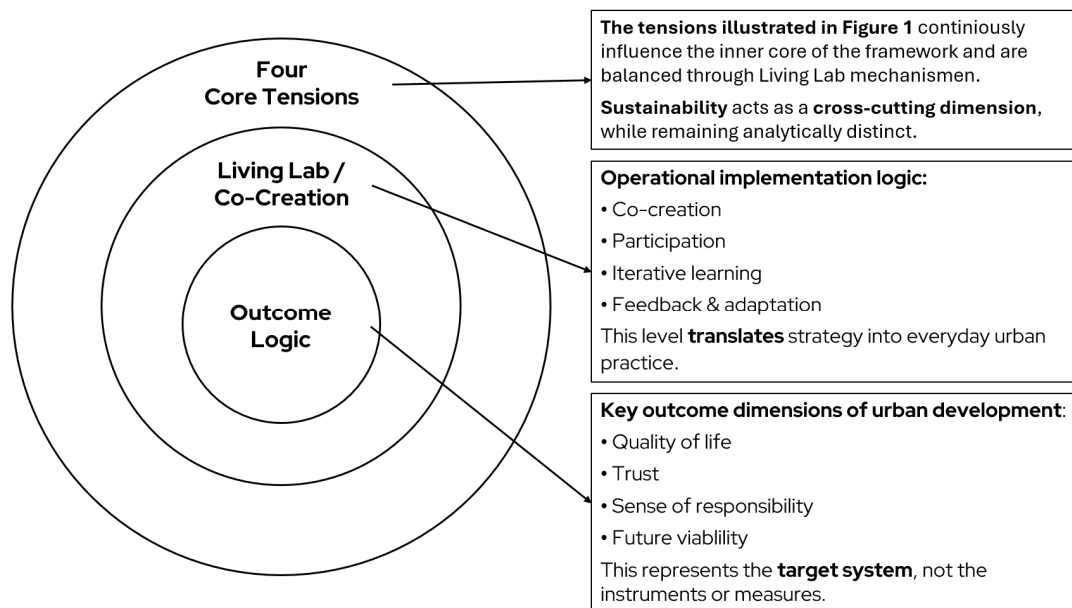 Four
Core Tensions
Living Lab /
Co-Creation
Outcome
Logic
The tensions illustrated in Figure 1 continiously
influence the inner core of the framework and are
balanced through Living Lab mechanismen.
Sustainability acts as a cross-cutting dimension,
while remaining analytically distinct.
Operational implementation logic:
• Co-creation
• Participation
• Iterative learning
• Feedback & adaptation
This level translates strategy into everyday urban
practice.
Key outcome dimensions of urban development:
• Quality of life
• Trust
• Sense of responsibility
• Future viablility
This represents the target system, not the
instruments or measures.